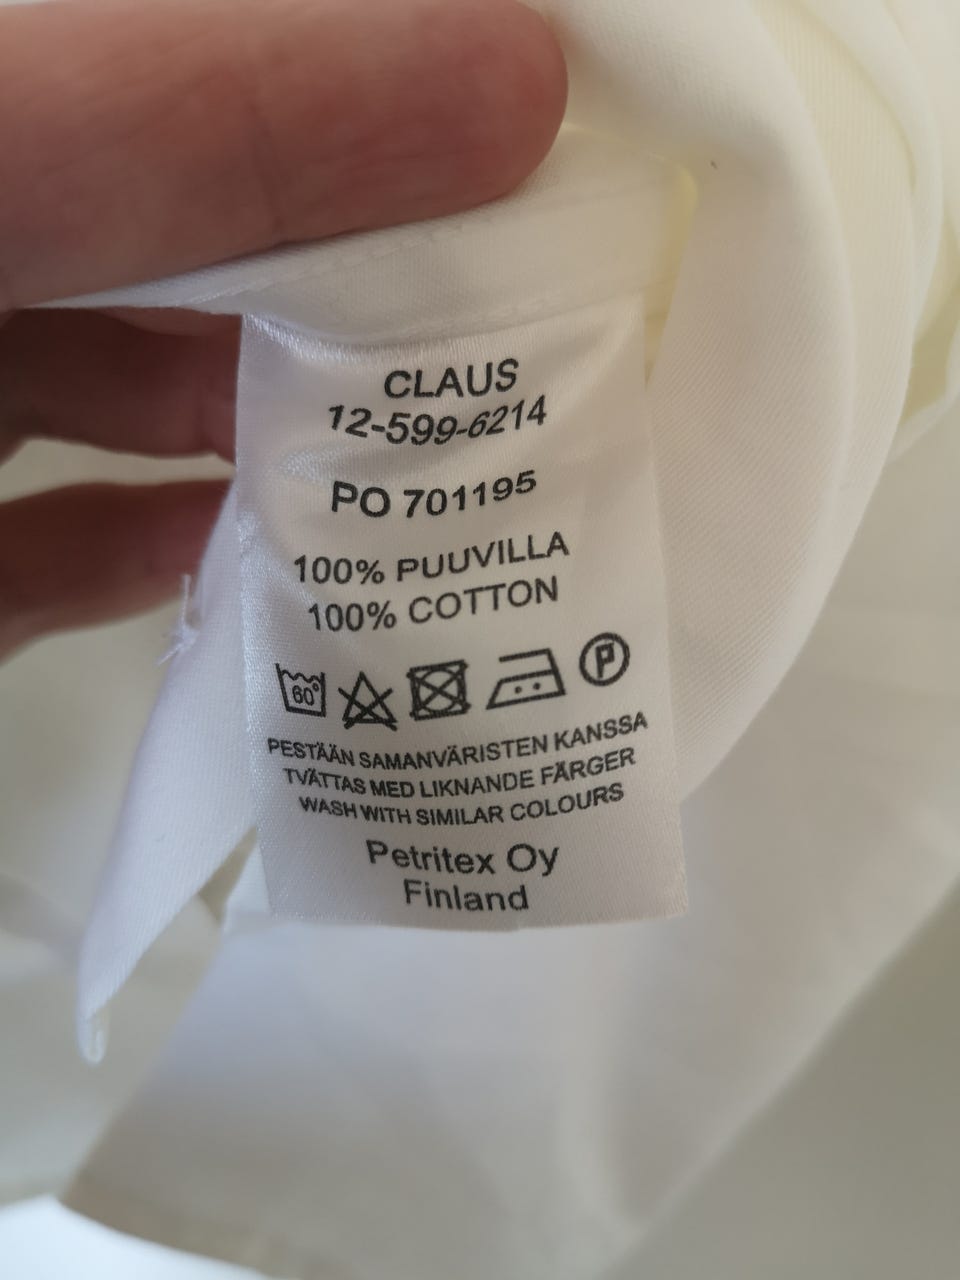 CLAUS
12-599-6214
PO 701195
100% PUUVILLA
100% COTTON
60°
P
PESTÄÄN SAMANVÄRISTEN KANSSA
TVÄTTAS MED LIKNANDE FÄRGER
WASH WITH SIMILAR COLOURS
Petritex Oy
Finland